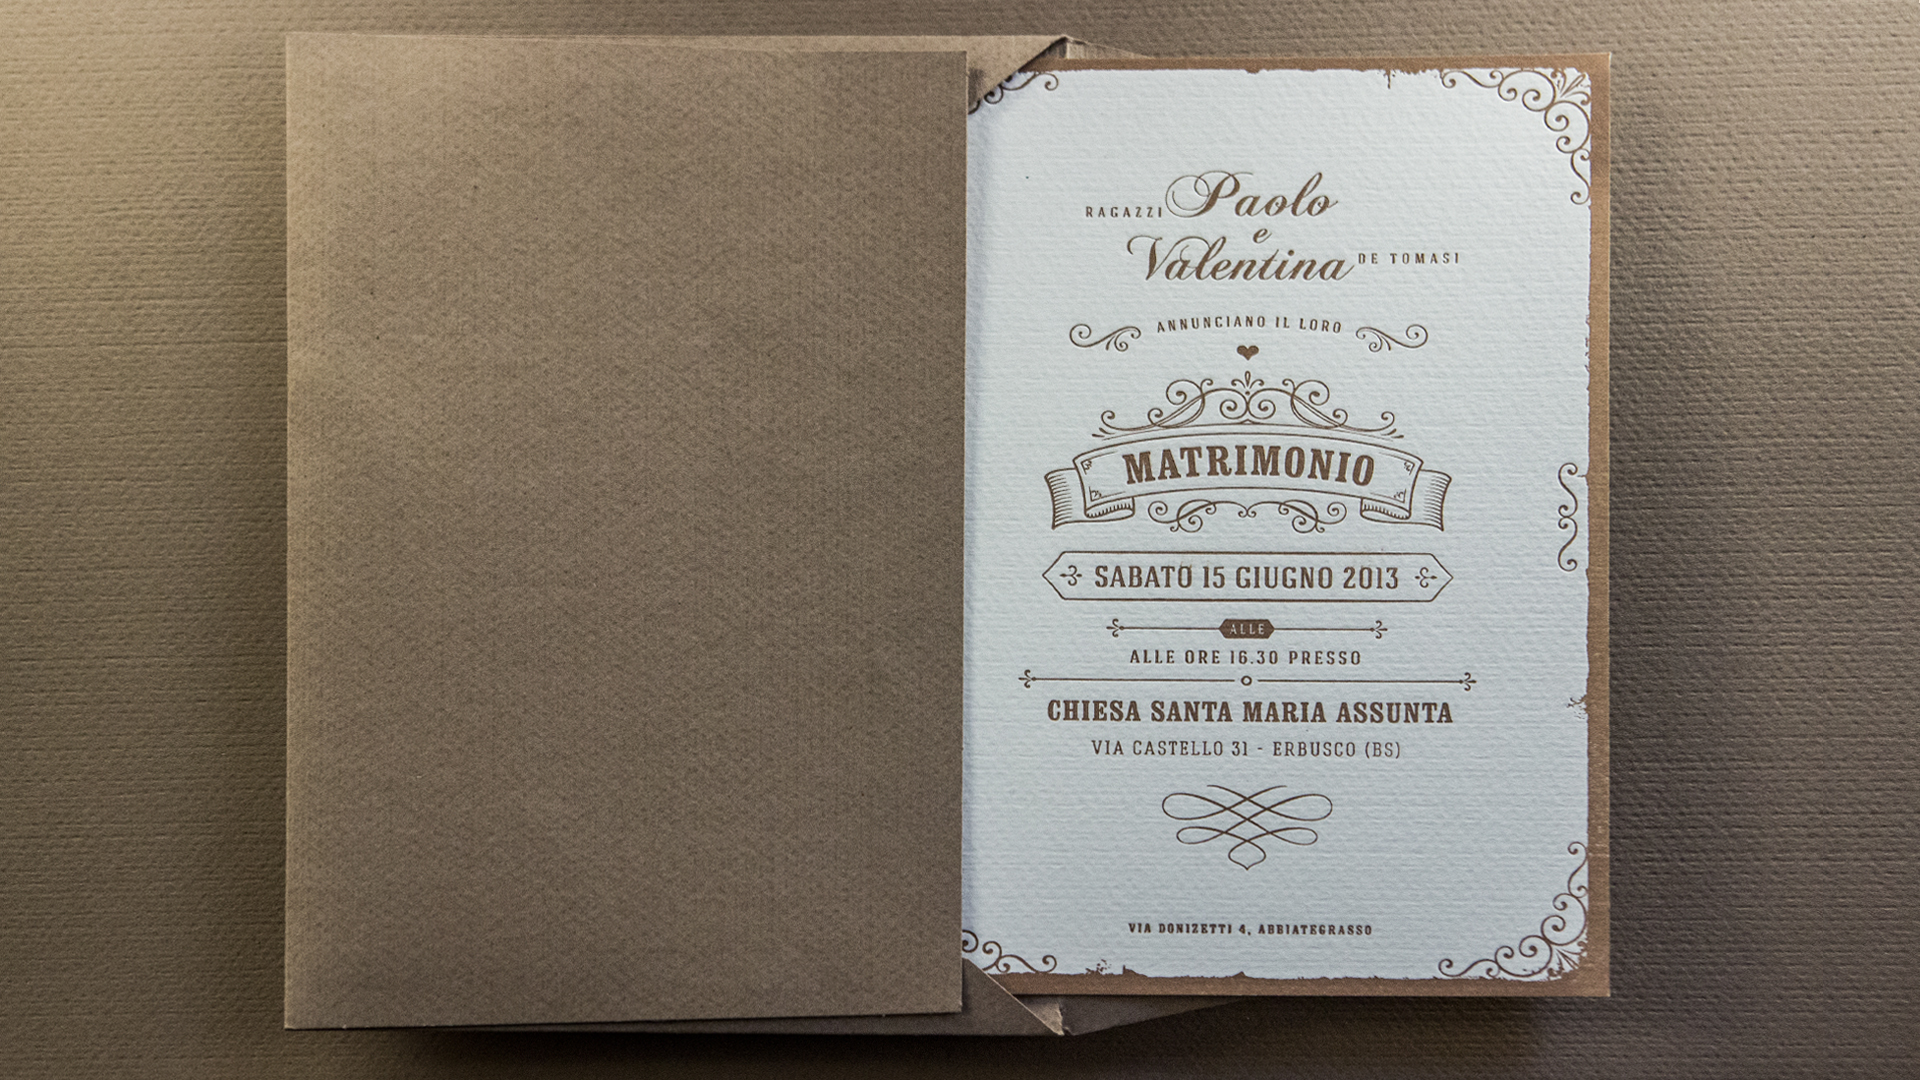 RAGAZZI Paolo
e
Valentina DE TOMASI
ANNUNCIANO IL LORO
MATRIMONIO
SABATO 15 GIUGNO 2013
ALLE
ALLE ORE 16.30 PRESSO
CHIESA SANTA MARIA ASSUNTA
VIA CASTELLO 31 - ERBUSCO (BS)
VIA DONIZETTI 4, ABBIATEGRASSO